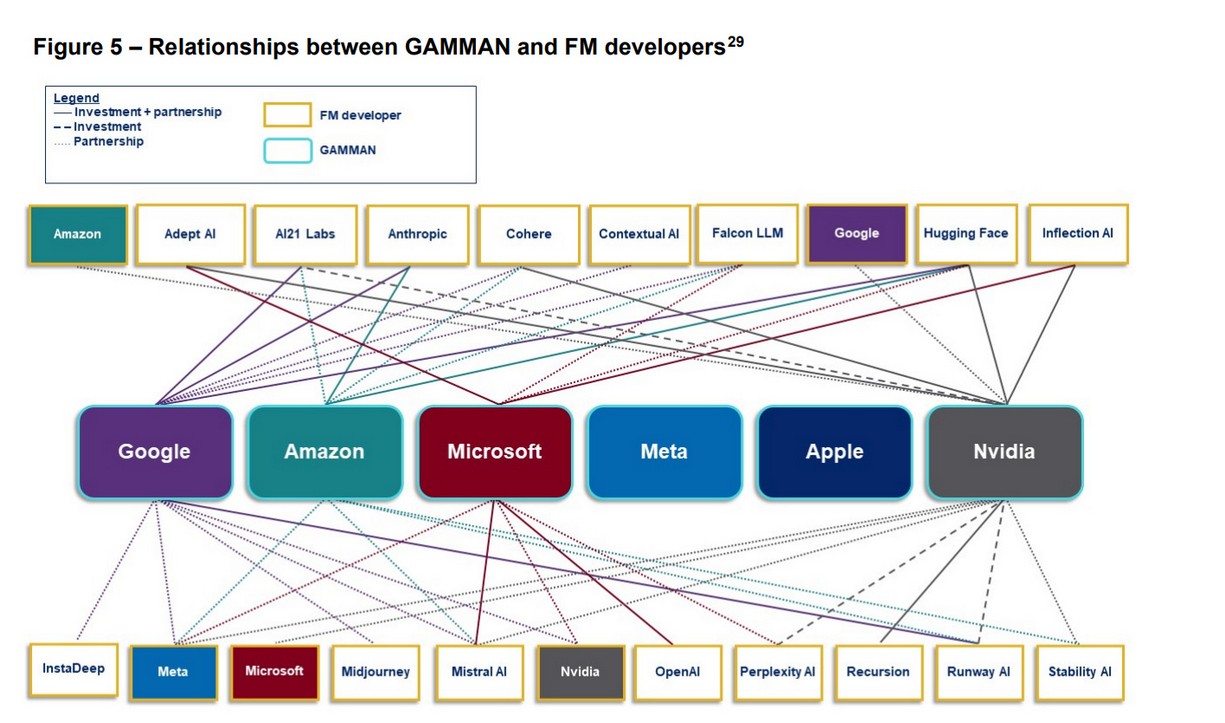 Figure 5 – Relationships between GAMMAN and FM developers29
Legend
Investment + partnership
Investment
Partnership
FM developer
GAMMAN
Amazon
Adept AI
AI21 Labs
Anthropic
Cohere
Contextual AI
Falcon LLM
Google
Hugging Face
Inflection AI
Google
Amazon
Microsoft
Meta
Apple
Nvidia
InstaDeep
Meta
Microsoft
Midjourney
Mistral AI
Nvidia
OpenAI
Perplexity AI
Recursion
Runway AI
Stability AI